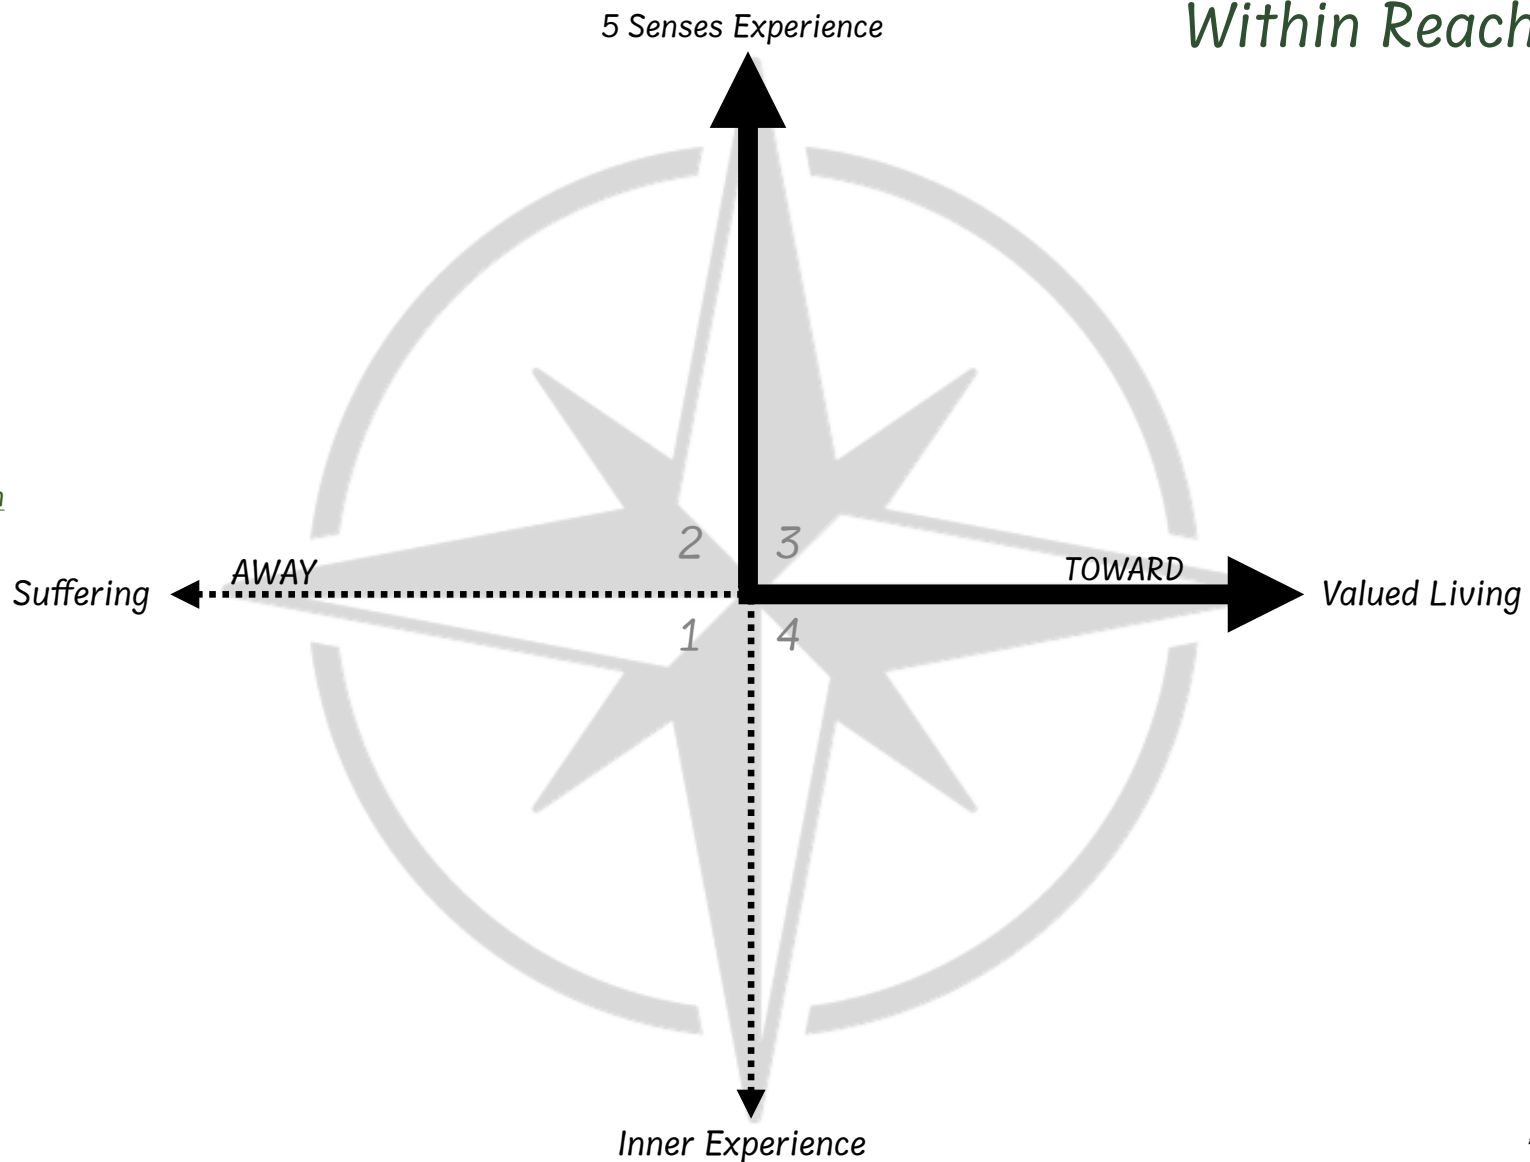 5 Senses Experience
Within Reach
2
3
AWAY
TOWARD
Suffering
Valued Living
1
4
Inner Experience